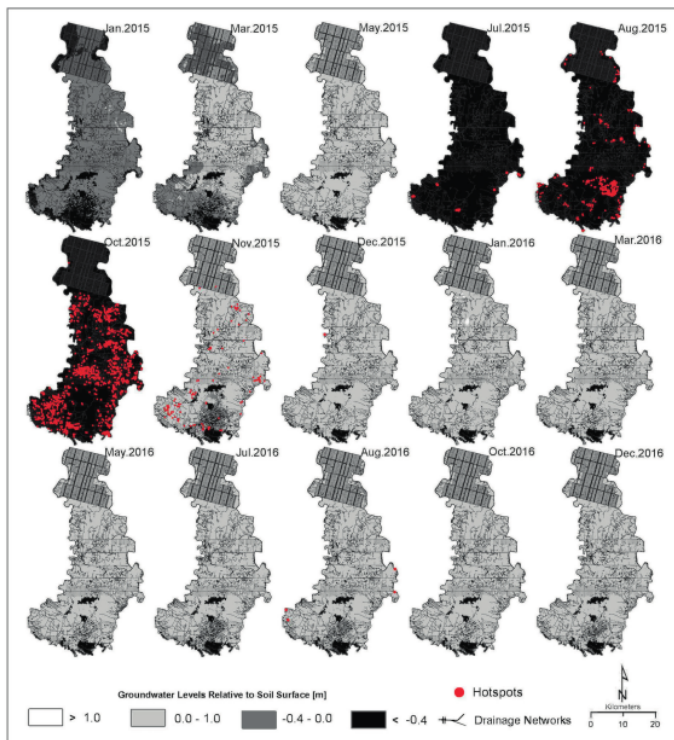 Jan.2015 Mar.2015 May.2015 Jul.2015 Aug.2015
Oct.2015 Nov.2015 Dec.2015 Jan.2016 Mar.2016
May.2016 Jul.2016 Aug.2016 Oct.2016 Dec.2016
Groundwater Levels Relative to Soil Surface [m]
> 1.0 0.0 - 1.0 -0.4 - 0.0 < -0.4
Hotspots
Drainage Networks
N
Kilometers
0 10 20